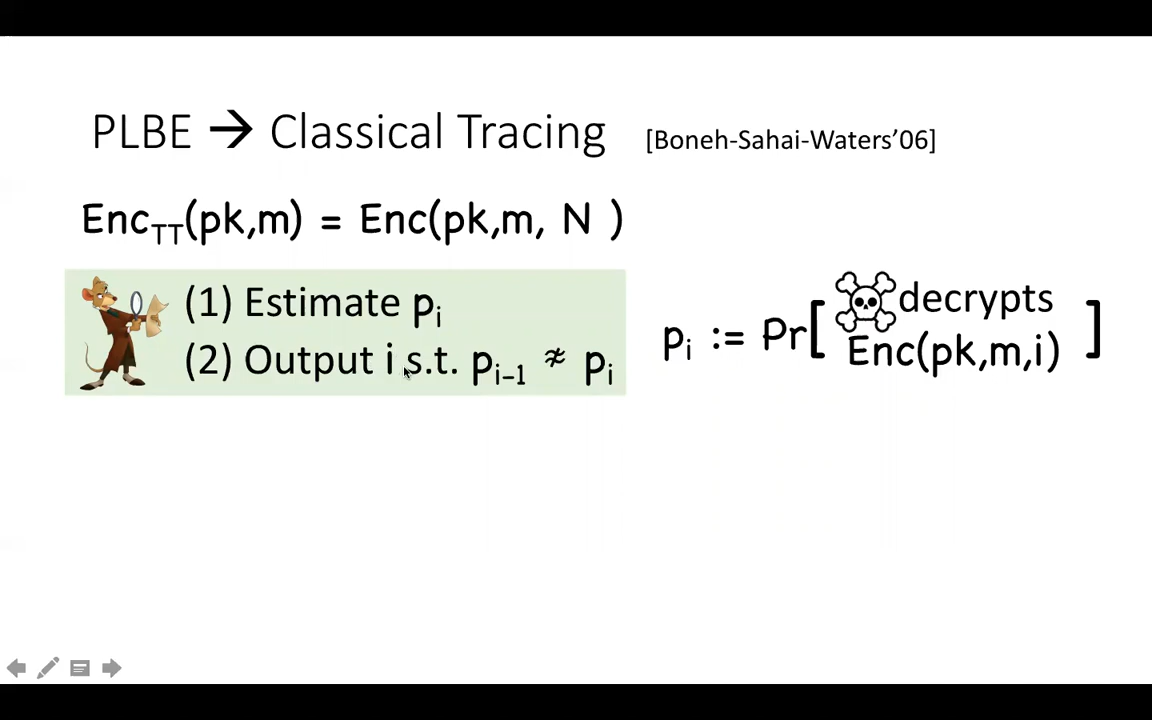 PLBE → Classical Tracing [Boneh-Sahai-Waters’06]
Enc_TT(pk,m) = Enc(pk,m, N )
(1) Estimate p_i
(2) Output i s.t. p_{i-1} ≉ p_i
p_i := Pr[ decrypts Enc(pk,m,i) ]